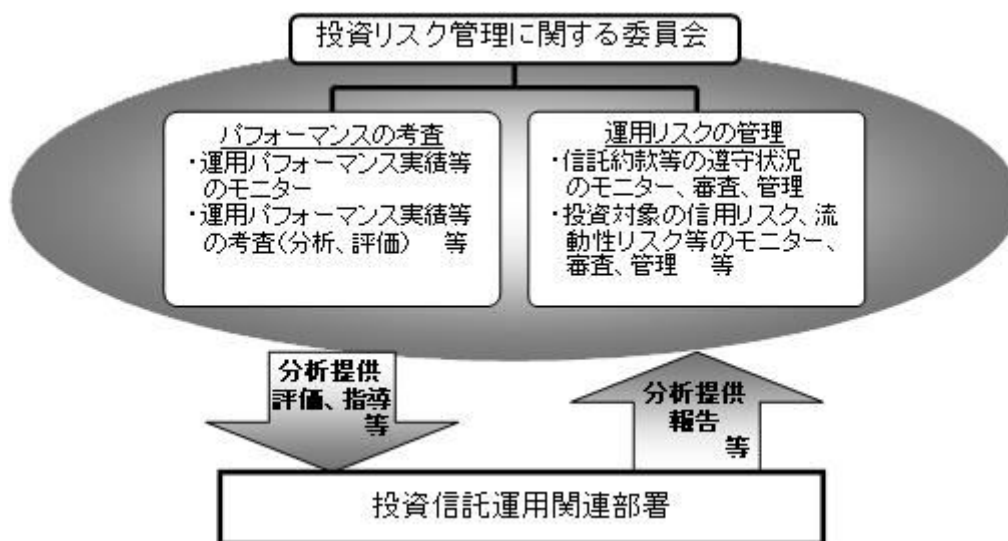 投資リスク管理に関する委員会
パフォーマンスの考査
・運用パフォーマンス実績等
のモニター
・運用パフォーマンス実績等
の考査(分析、評価) 等
運用リスクの管理
・信託約款等の遵守状況
のモニター、審査、管理
・投資対象の信用リスク、流
動性リスク等のモニター、
審査、管理 等
分析提供
評価、指導
等
分析提供
報告
等
投資信託運用関連部署